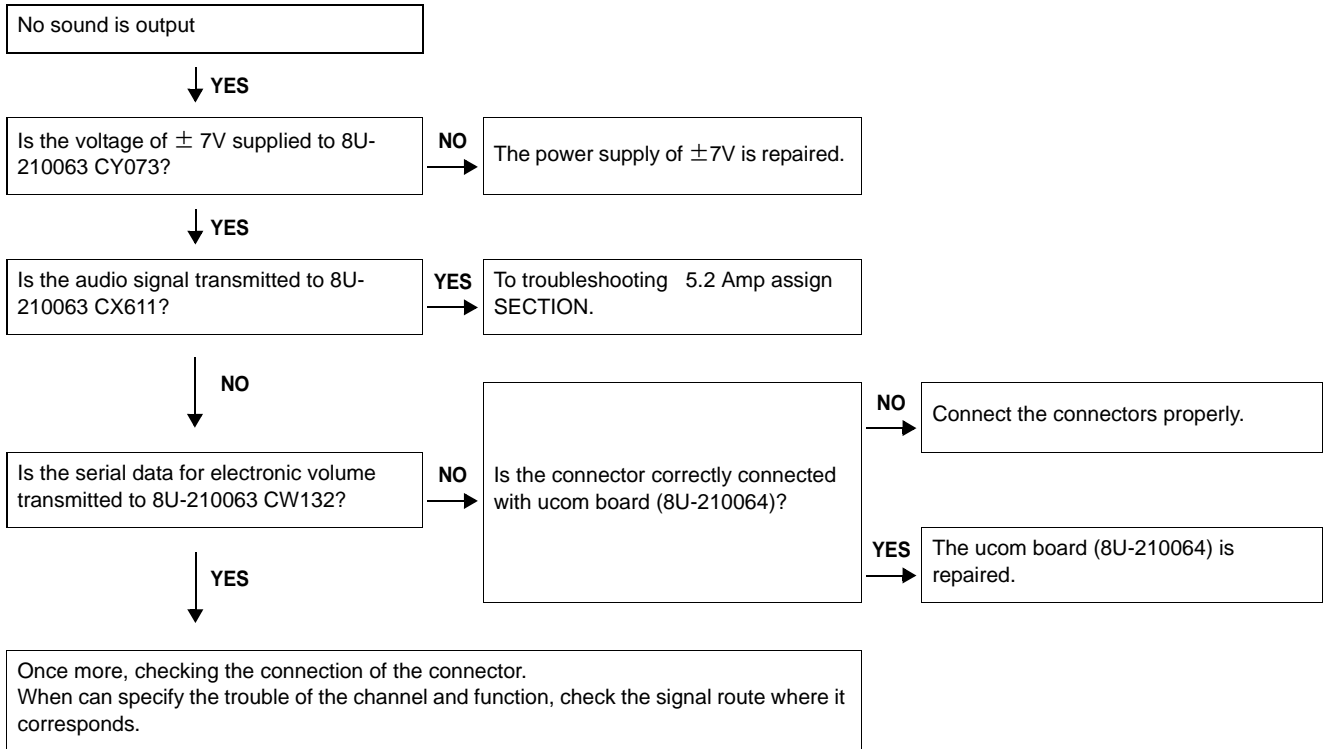 No sound is output
YES
Is the voltage of ± 7V supplied to 8U-
210063 CY073?
NO
The power supply of ±7V is repaired.
YES
Is the audio signal transmitted to 8U-
210063 CX611?
YES
To troubleshooting 5.2 Amp assign
SECTION.
NO
Is the serial data for electronic volume
transmitted to 8U-210063 CW132?
NO
Is the connector correctly connected
with ucom board (8U-210064)?
NO
Connect the connectors properly.
YES
The ucom board (8U-210064) is
repaired.
YES
Once more, checking the connection of the connector.
When can specify the trouble of the channel and function, check the signal route where it
corresponds.